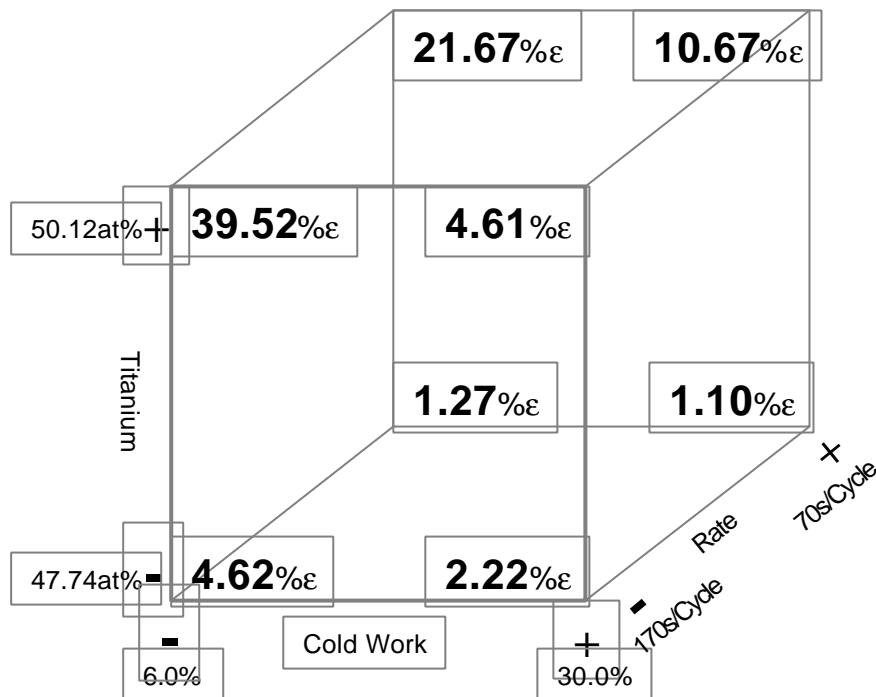 21.67%ε 10.67%ε
50.12at% + 39.52%ε 4.61%ε
Titanium
1.27%ε 1.10%ε
+
70s/Cycle
Rate
47.74at% - 4.62%ε 2.22%ε
-
170s/Cycle
- Cold Work +
6.0% 30.0%